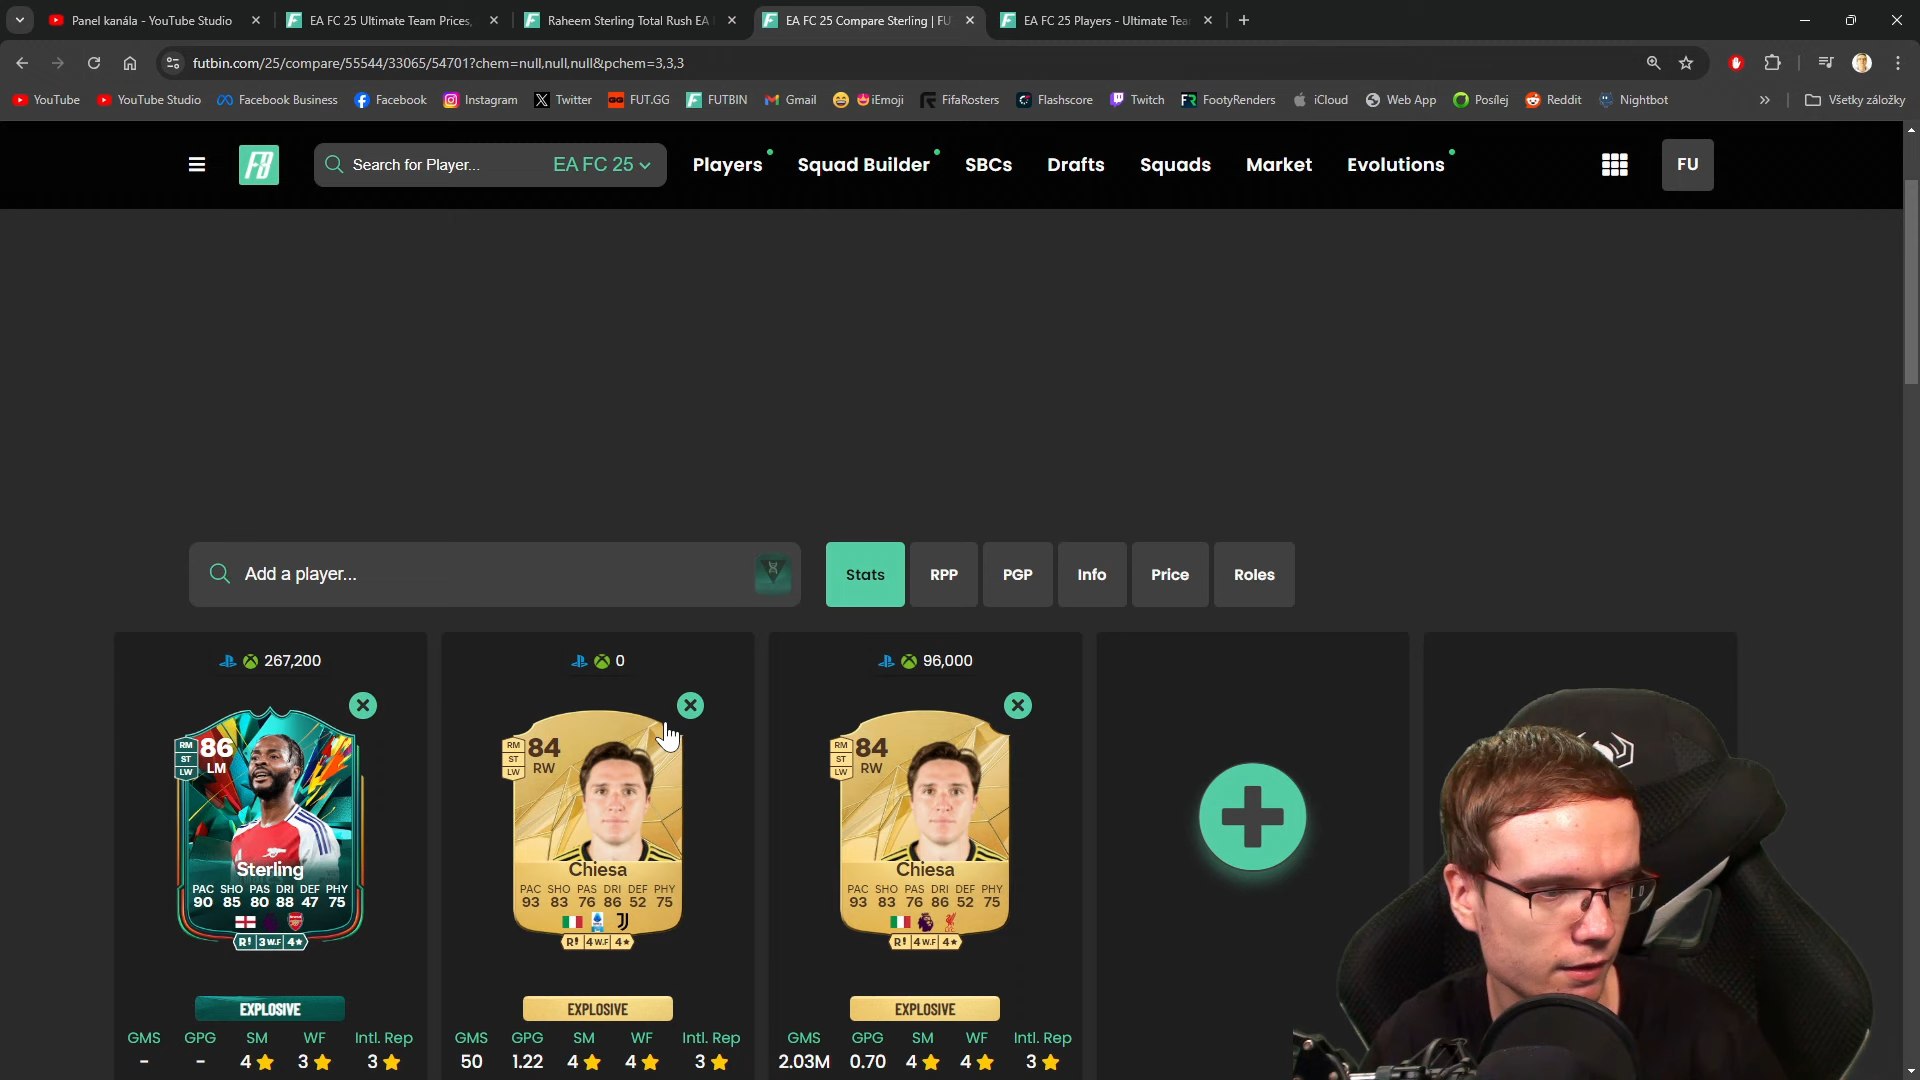 Panel kanála - YouTube Studio
EA FC 25 Ultimate Team Prices,
Raheem Sterling Total Rush EA
EA FC 25 Compare Sterling | FU
EA FC 25 Players - Ultimate Tea
futbin.com/25/compare/55544/33065/54701?chem=null,null,null&pchem=3,3,3
YouTube
YouTube Studio
Facebook Business
Facebook
Instagram
Twitter
FUT.GG
FUTBIN
Gmail
iEmoji
FifaRosters
Flashscore
Twitch
FootyRenders
iCloud
Web App
Posílej
Reddit
Nightbot
Všetky záložky
Search for Player...
EA FC 25
Players
Squad Builder
SBCs
Drafts
Squads
Market
Evolutions
FU
Add a player...
Stats
RPP
PGP
Info
Price
Roles
267,200
RM
ST
LW
86
LM
Sterling
PAC SHO PAS DRI DEF PHY
90 85 80 88 47 75
R! 3 W.F 4★
EXPLOSIVE
GMS GPG SM WF Intl. Rep
- - 4 3 3
0
RM
ST
LW
84
RW
Chiesa
PAC SHO PAS DRI DEF PHY
93 83 76 86 52 75
R! 4 W.F 4★
EXPLOSIVE
GMS GPG SM WF Intl. Rep
50 1.22 4 4 3
96,000
RM
ST
LW
84
RW
Chiesa
PAC SHO PAS DRI DEF PHY
93 83 76 86 52 75
R! 4 W.F 4★
EXPLOSIVE
GMS GPG SM WF Intl. Rep
2.03M 0.70 4 4 3